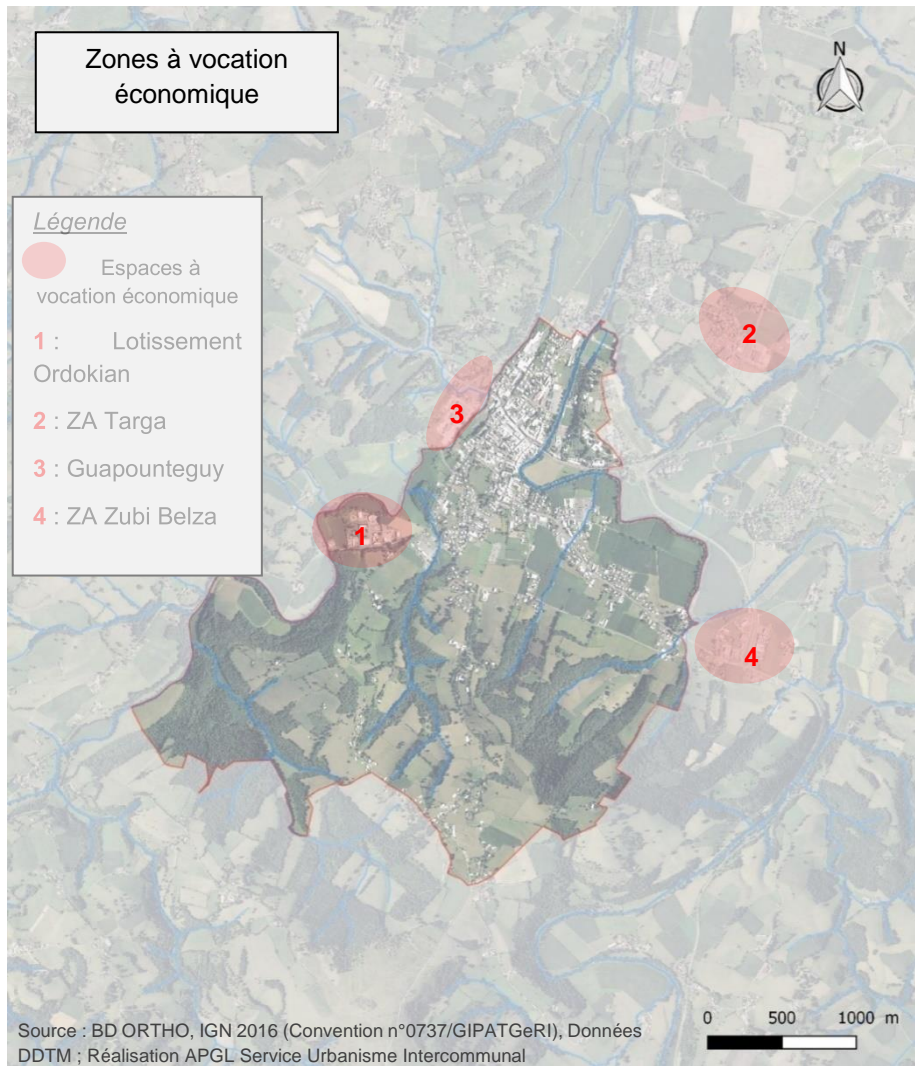 Zones à vocation
économique
N
Légende
Espaces à
vocation économique
1 : Lotissement
Ordokian
2 : ZA Targa
3 : Guapounteguy
4 : ZA Zubi Belza
2
3
1
4
Source : BD ORTHO, IGN 2016 (Convention n°0737/GIPATGeRI), Données
DDTM ; Réalisation APGL Service Urbanisme Intercommunal
0 500 1000 m